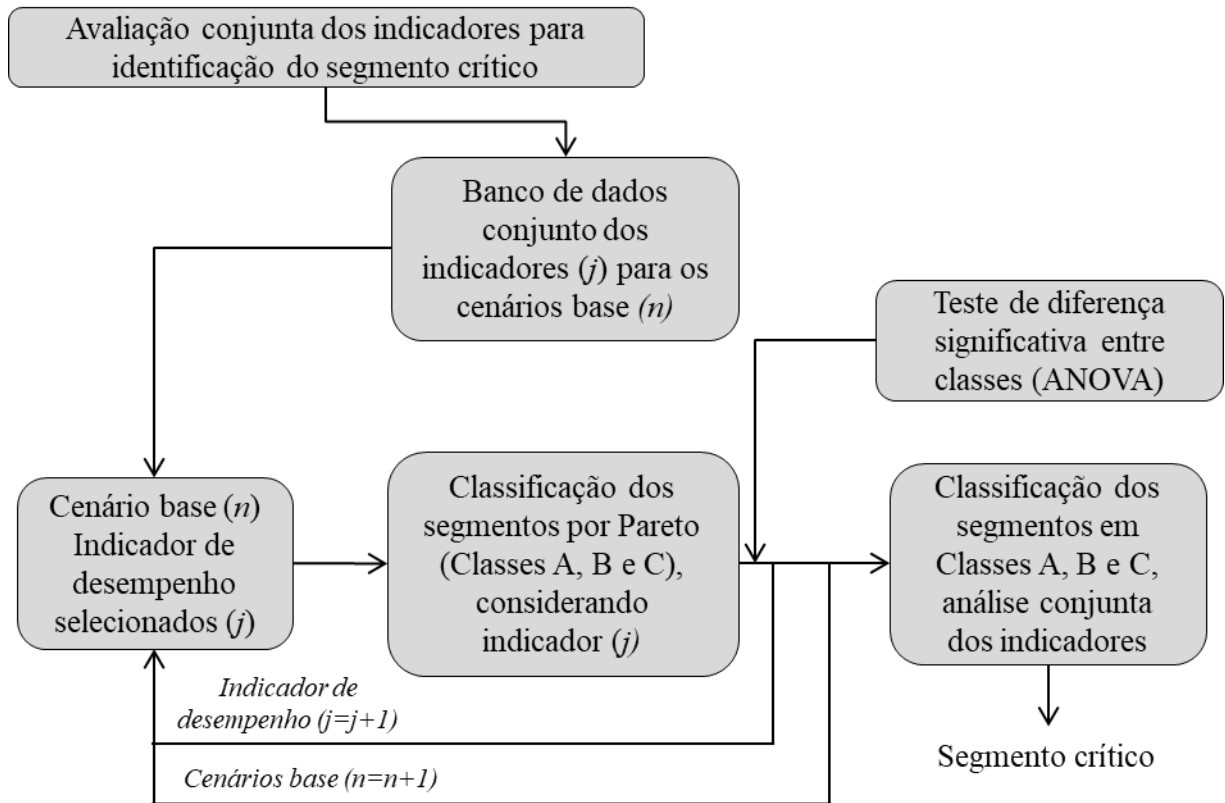 Avaliação conjunta dos indicadores para
identificação do segmento crítico
Banco de dados
conjunto dos
indicadores (j) para os
cenários base (n)
Teste de diferença
significativa entre
classes (ANOVA)
Cenário base (n)
Indicador de
desempenho
selecionados (j)
Classificação dos
segmentos por Pareto
(Classes A, B e C),
considerando
indicador (j)
Classificação dos
segmentos em
Classes A, B e C,
análise conjunta
dos indicadores
Indicador de
desempenho (j=j+1)
Cenários base (n=n+1)
Segmento crítico